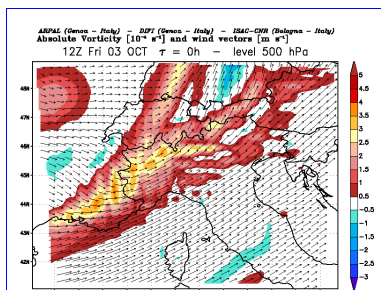 ARPAL (Genoa - Italy) - DIFI (Genoa - Italy) - ISAC-CNR (Bologna - Italy)
Absolute Vorticity [10⁻⁴ s⁻¹] and wind vectors [m s⁻¹]
12Z Fri 03 OCT τ = 0h - level 500 hPa
48N
47N
46N
45N
44N
43N
42N
5
4.5
4
3.5
3
2.5
2
1.5
1
0.5
-0.5
-1
-1.5
-2
-2.5
-3